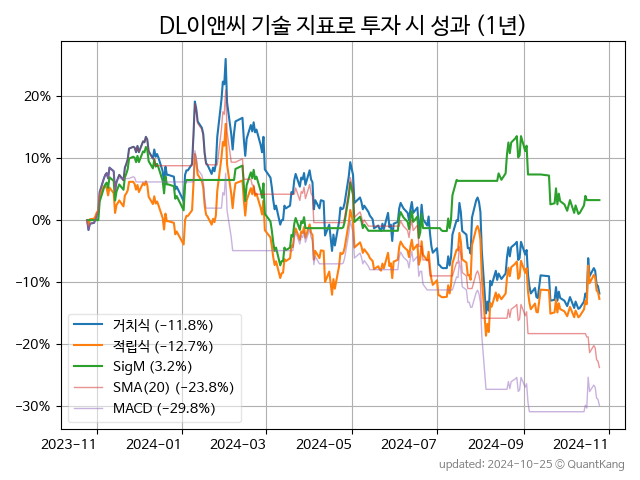 DL이앤씨 기술 지표로 투자 시 성과 (1년)
20%
10%
0%
−10%
−20%
−30%
거치식 (−11.8%)
적립식 (−12.7%)
SigM (3.2%)
SMA(20) (−23.8%)
MACD (−29.8%)
2023-11
2024-01
2024-03
2024-05
2024-07
2024-09
2024-11
updated: 2024-10-25 © QuantKang